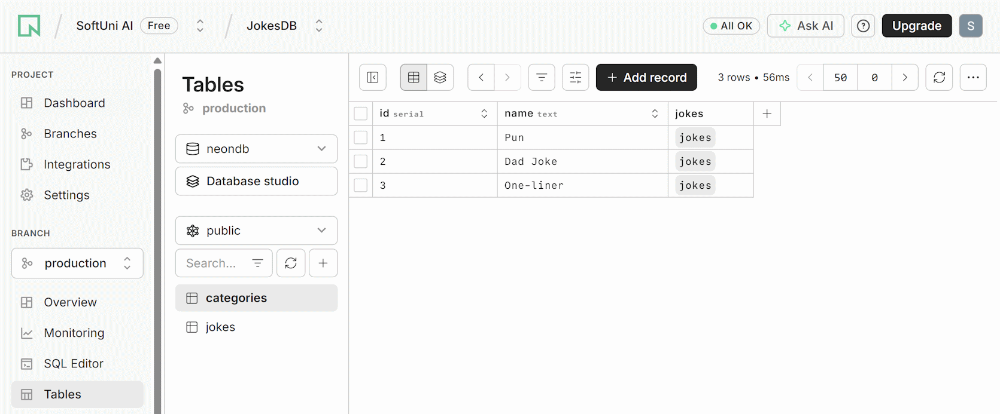 SoftUni AI Free JokesDB All OK Ask AI Upgrade S
PROJECT
Dashboard
Branches
Integrations
Settings
BRANCH
production
Overview
Monitoring
SQL Editor
Tables
Tables
production
neondb
Database studio
public
Search...
categories
jokes
Add record 3 rows • 56ms 50 0
id serial name text jokes
1 Pun jokes
2 Dad Joke jokes
3 One-liner jokes